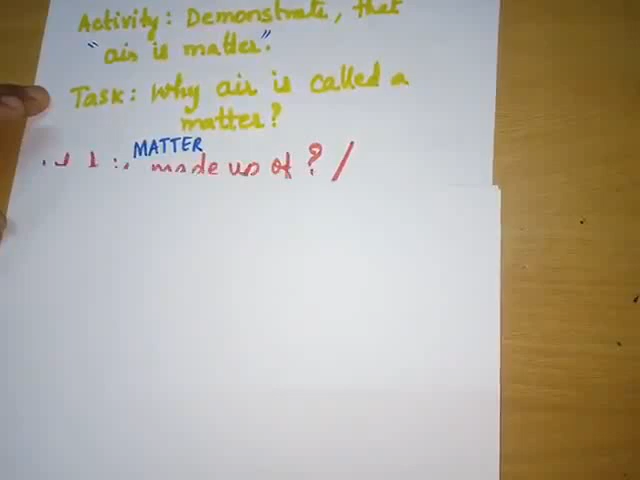 Activity: Demonstrate, that
"air is matter".
Task: Why air is called a
matter?
MATTER
made up of ? /